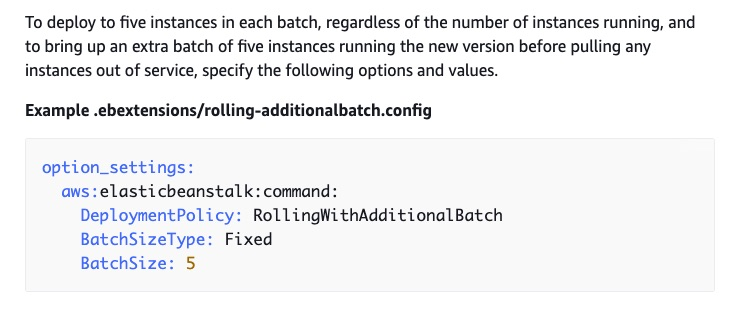 To deploy to five instances in each batch, regardless of the number of instances running, and
to bring up an extra batch of five instances running the new version before pulling any
instances out of service, specify the following options and values.
Example .ebextensions/rolling-additionalbatch.config
option_settings:
  aws:elasticbeanstalk:command:
    DeploymentPolicy: RollingWithAdditionalBatch
    BatchSizeType: Fixed
    BatchSize: 5